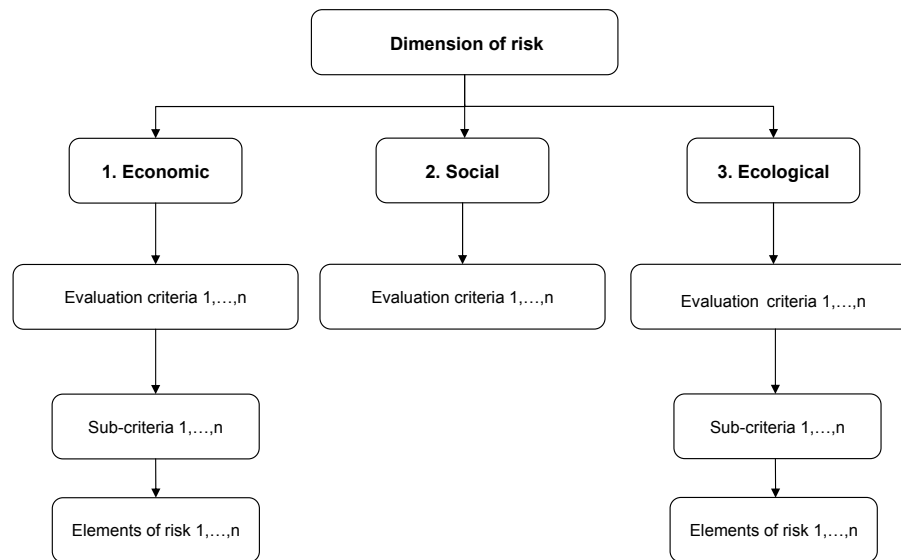 Dimension of risk
1. Economic
2. Social
3. Ecological
Evaluation criteria 1,…,n
Evaluation criteria 1,…,n
Evaluation  criteria 1,…,n
Sub-criteria 1,…,n
Sub-criteria 1,…,n
Elements of risk 1,…,n
Elements of risk 1,…,n